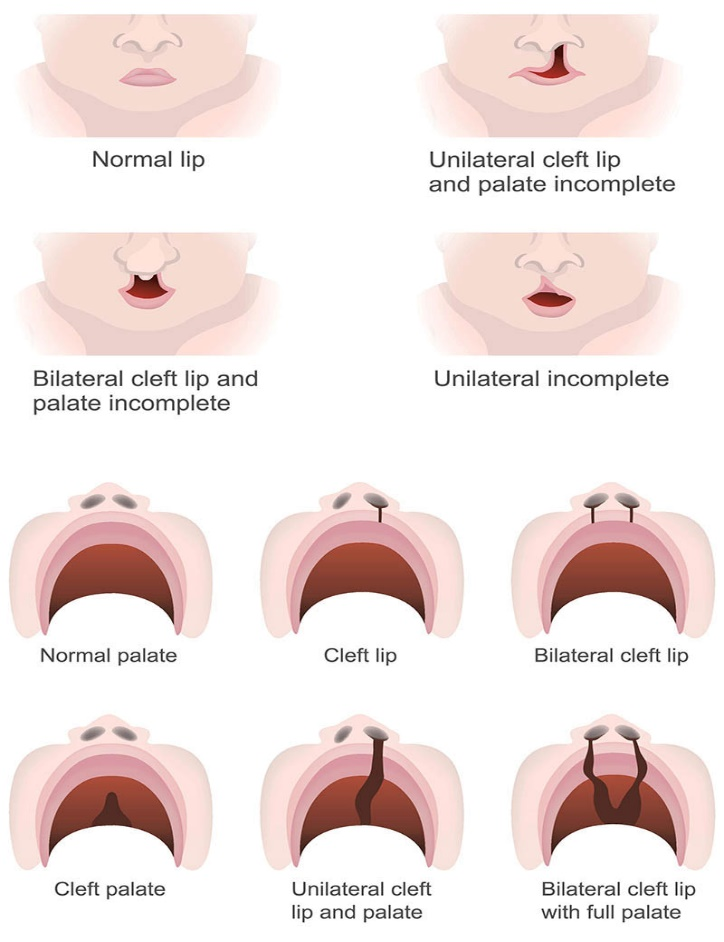 Normal lip
Unilateral cleft lip
and palate incomplete
Bilateral cleft lip and
palate incomplete
Unilateral incomplete
Normal palate
Cleft lip
Bilateral cleft lip
Cleft palate
Unilateral cleft
lip and palate
Bilateral cleft lip
with full palate